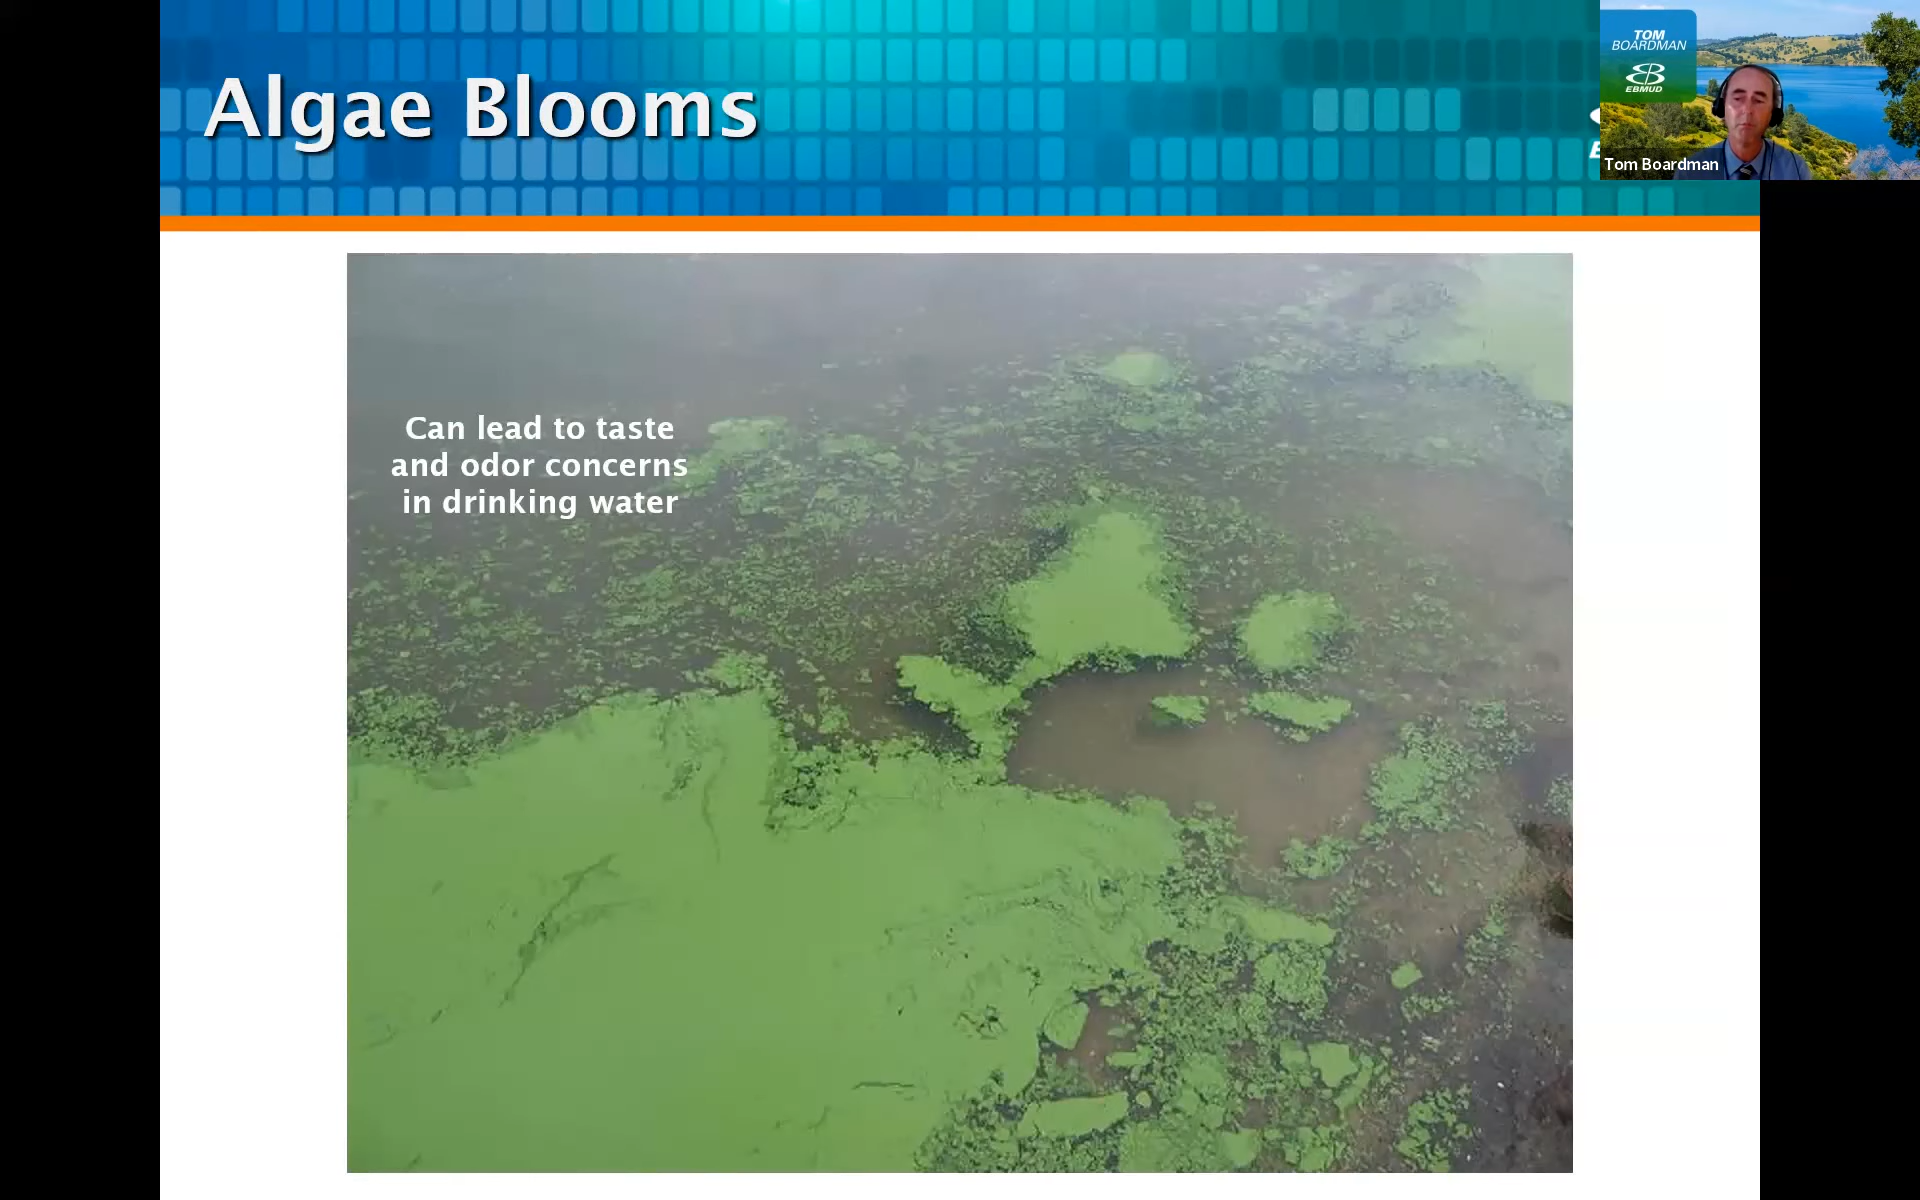 Algae Blooms
TOM
BOARDMAN
EBMUD
Tom Boardman
Can lead to taste
and odor concerns
in drinking water